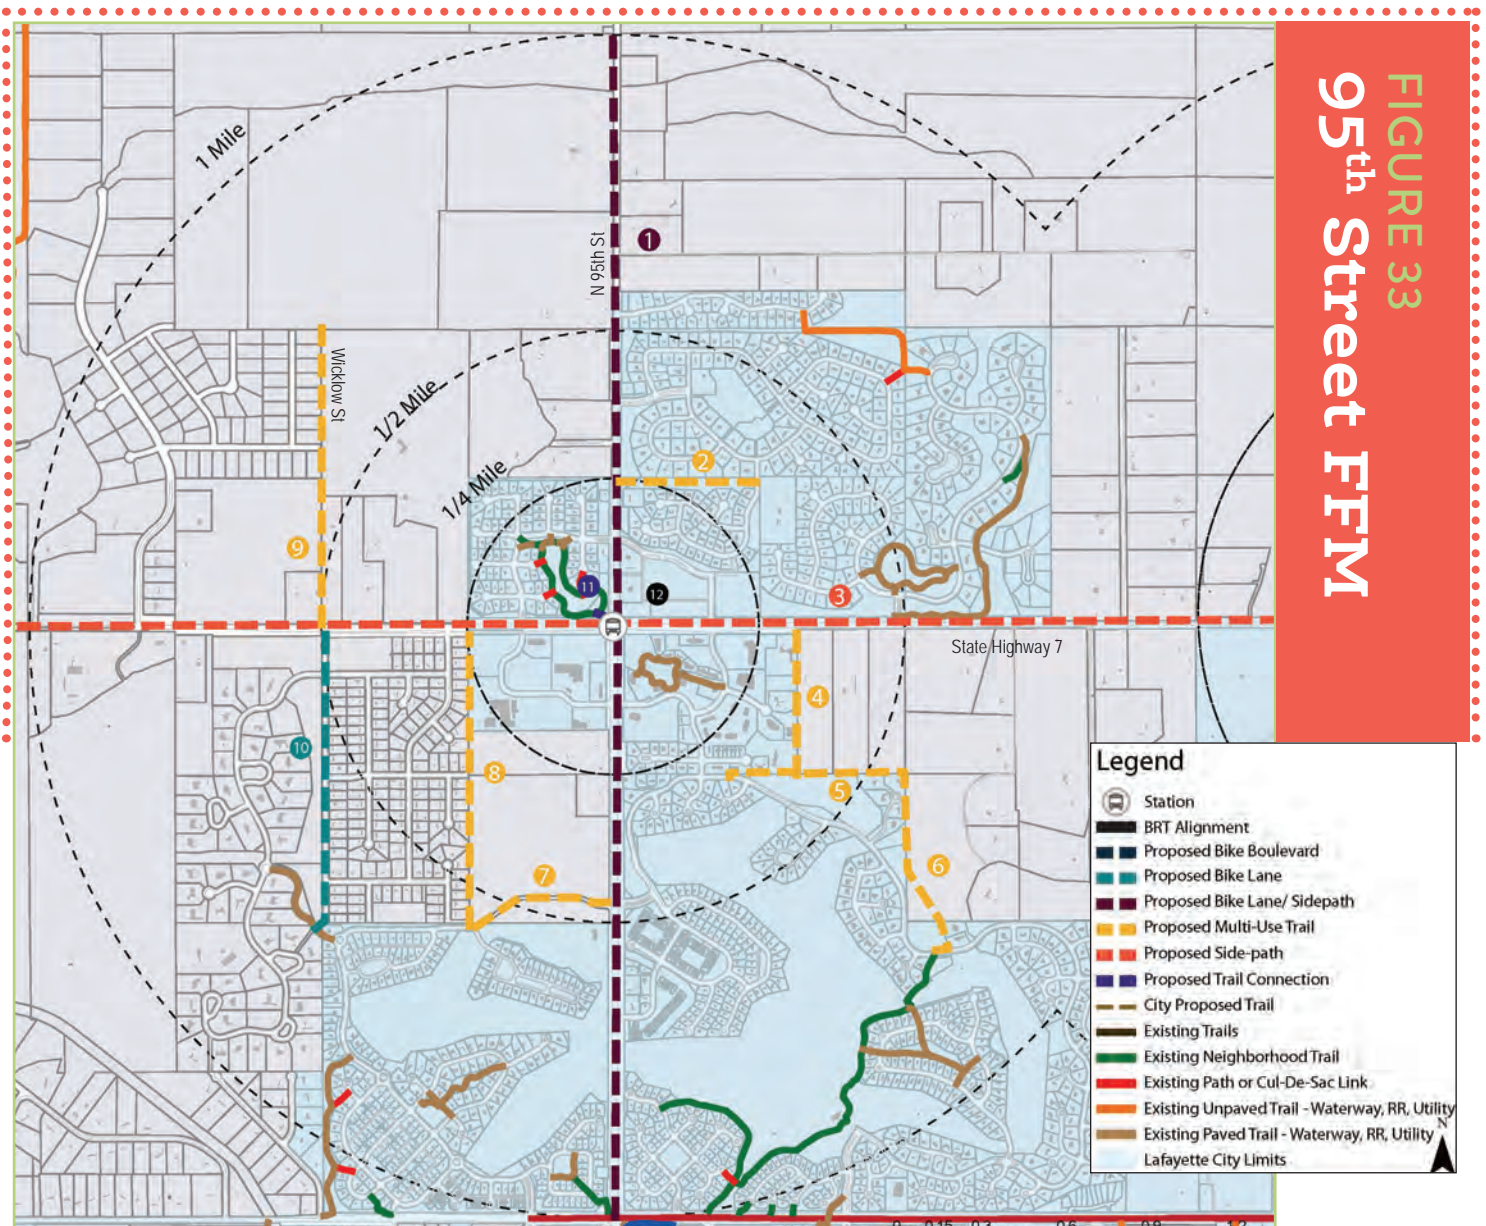 FIGURE 33
95th Street FFM
1 Mile
N 95th St
1
Wicklow St
1/2 Mile
1/4 Mile
2
9
11
12
3
State Highway 7
4
10
8
5
7
6
Legend
Station
BRT Alignment
Proposed Bike Boulevard
Proposed Bike Lane
Proposed Bike Lane/ Sidepath
Proposed Multi-Use Trail
Proposed Side-path
Proposed Trail Connection
City Proposed Trail
Existing Trails
Existing Neighborhood Trail
Existing Path or Cul-De-Sac Link
Existing Unpaved Trail - Waterway, RR, Utility
Existing Paved Trail - Waterway, RR, Utility
Lafayette City Limits
N